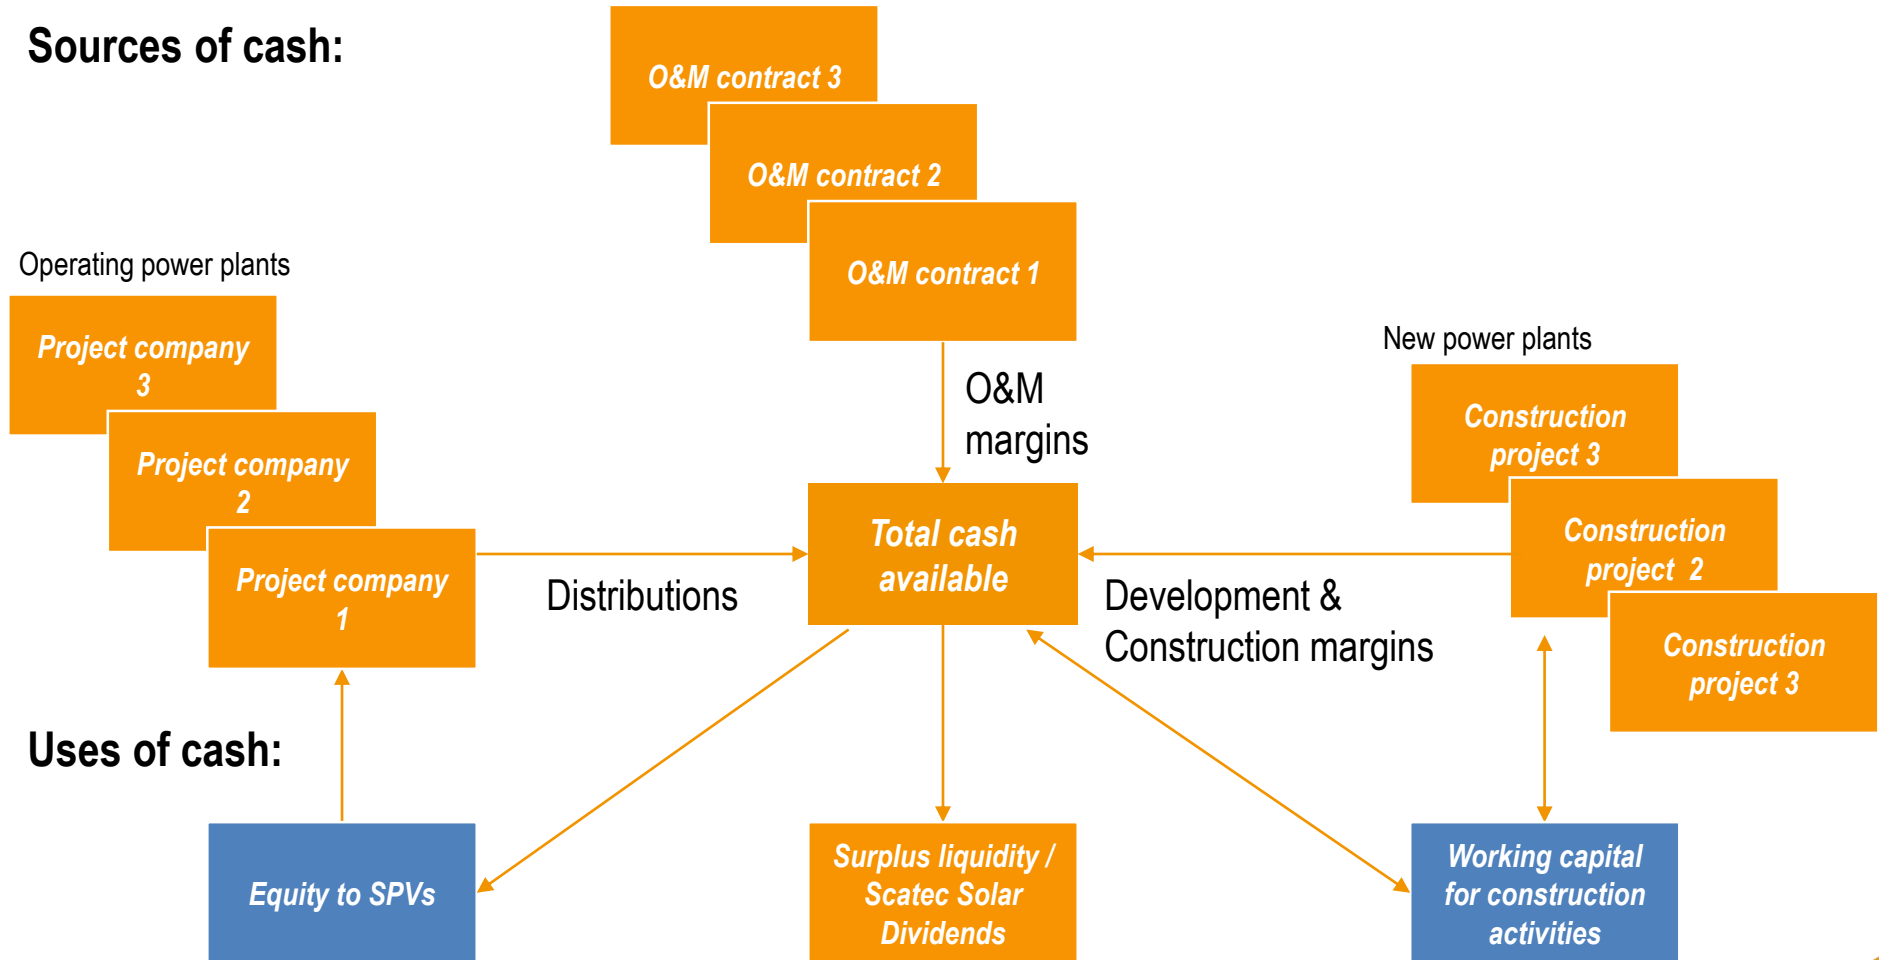 Sources of cash:
O&M contract 3
O&M contract 2
O&M contract 1
Operating power plants
Project company
3
Project company
2
Project company
1
New power plants
Construction
project 3
Construction
project 2
Construction
project 3
O&M
margins
Total cash
available
Distributions
Development &
Construction margins
Uses of cash:
Equity to SPVs
Surplus liquidity /
Scatec Solar
Dividends
Working capital
for construction
activities